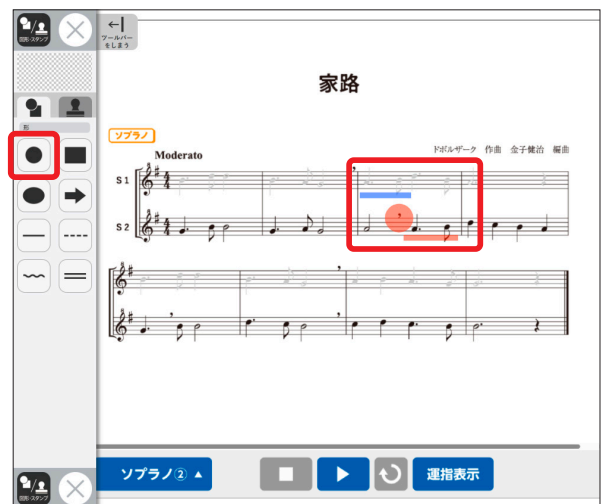 図形・スタンプ
ツールバー
をしまう
形
家路
ソプラノ
Moderato
ドボルザーク 作曲 金子健治 編曲
S 1
S 2
ソプラノ② ▲
運指表示
図形・スタンプ